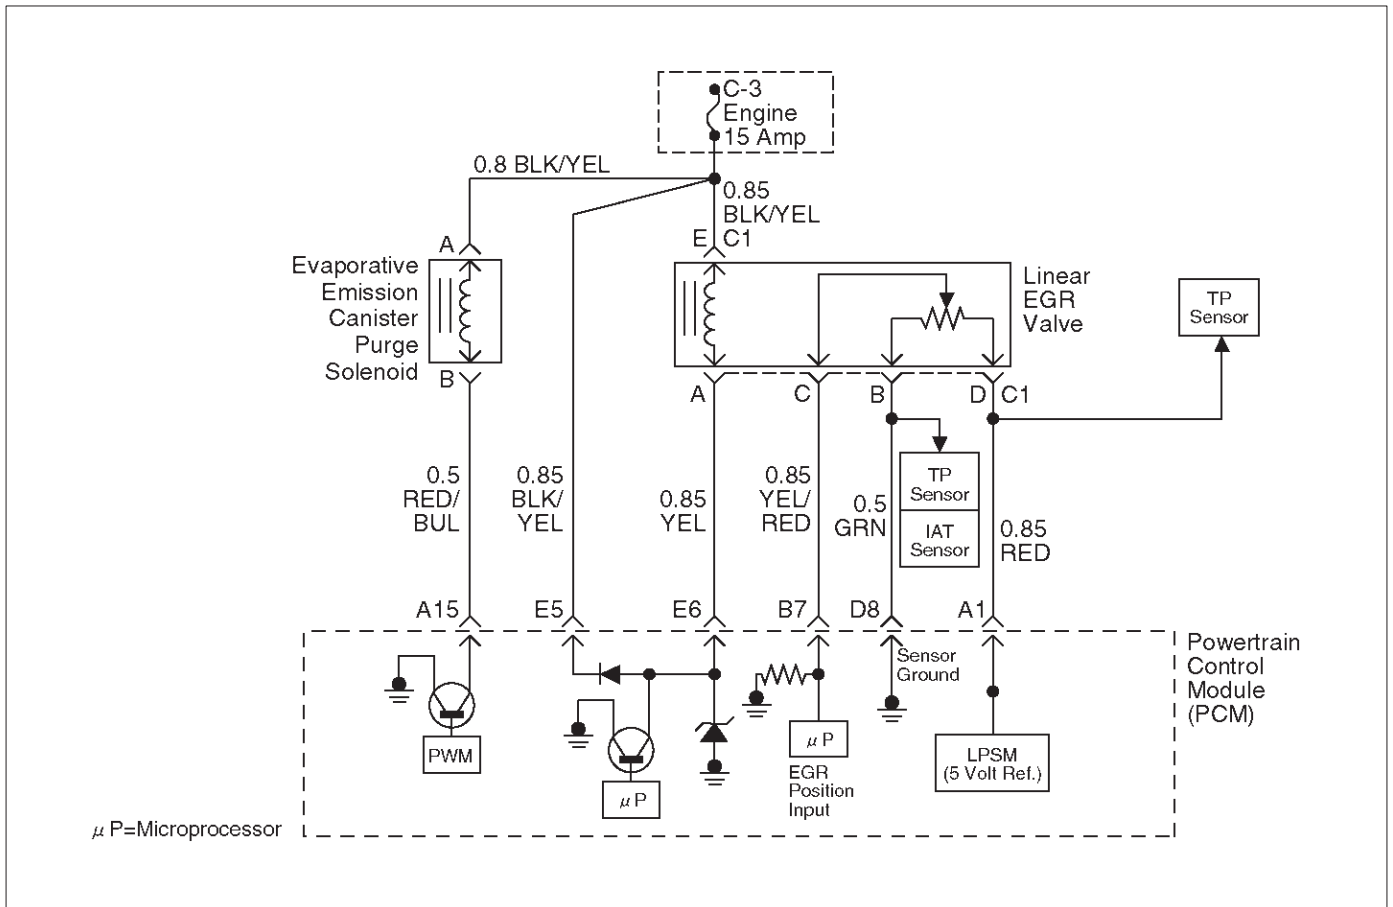 C-3
Engine
15 Amp
0.8 BLK/YEL
0.85
BLK/YEL
A
E C1
Evaporative
Emission
Canister
Purge
Solenoid
Linear
EGR
Valve
TP
Sensor
B
A
C
B
D C1
0.5
RED/
BUL
0.85
BLK/
YEL
0.85
YEL
0.85
YEL/
RED
0.5
GRN
TP
Sensor
IAT
Sensor
0.85
RED
A15
E5
E6
B7
D8
A1
Sensor
Ground
Powertrain
Control
Module
(PCM)
PWM
μ P
μ P
EGR
Position
Input
LPSM
(5 Volt Ref.)
μ P=Microprocessor